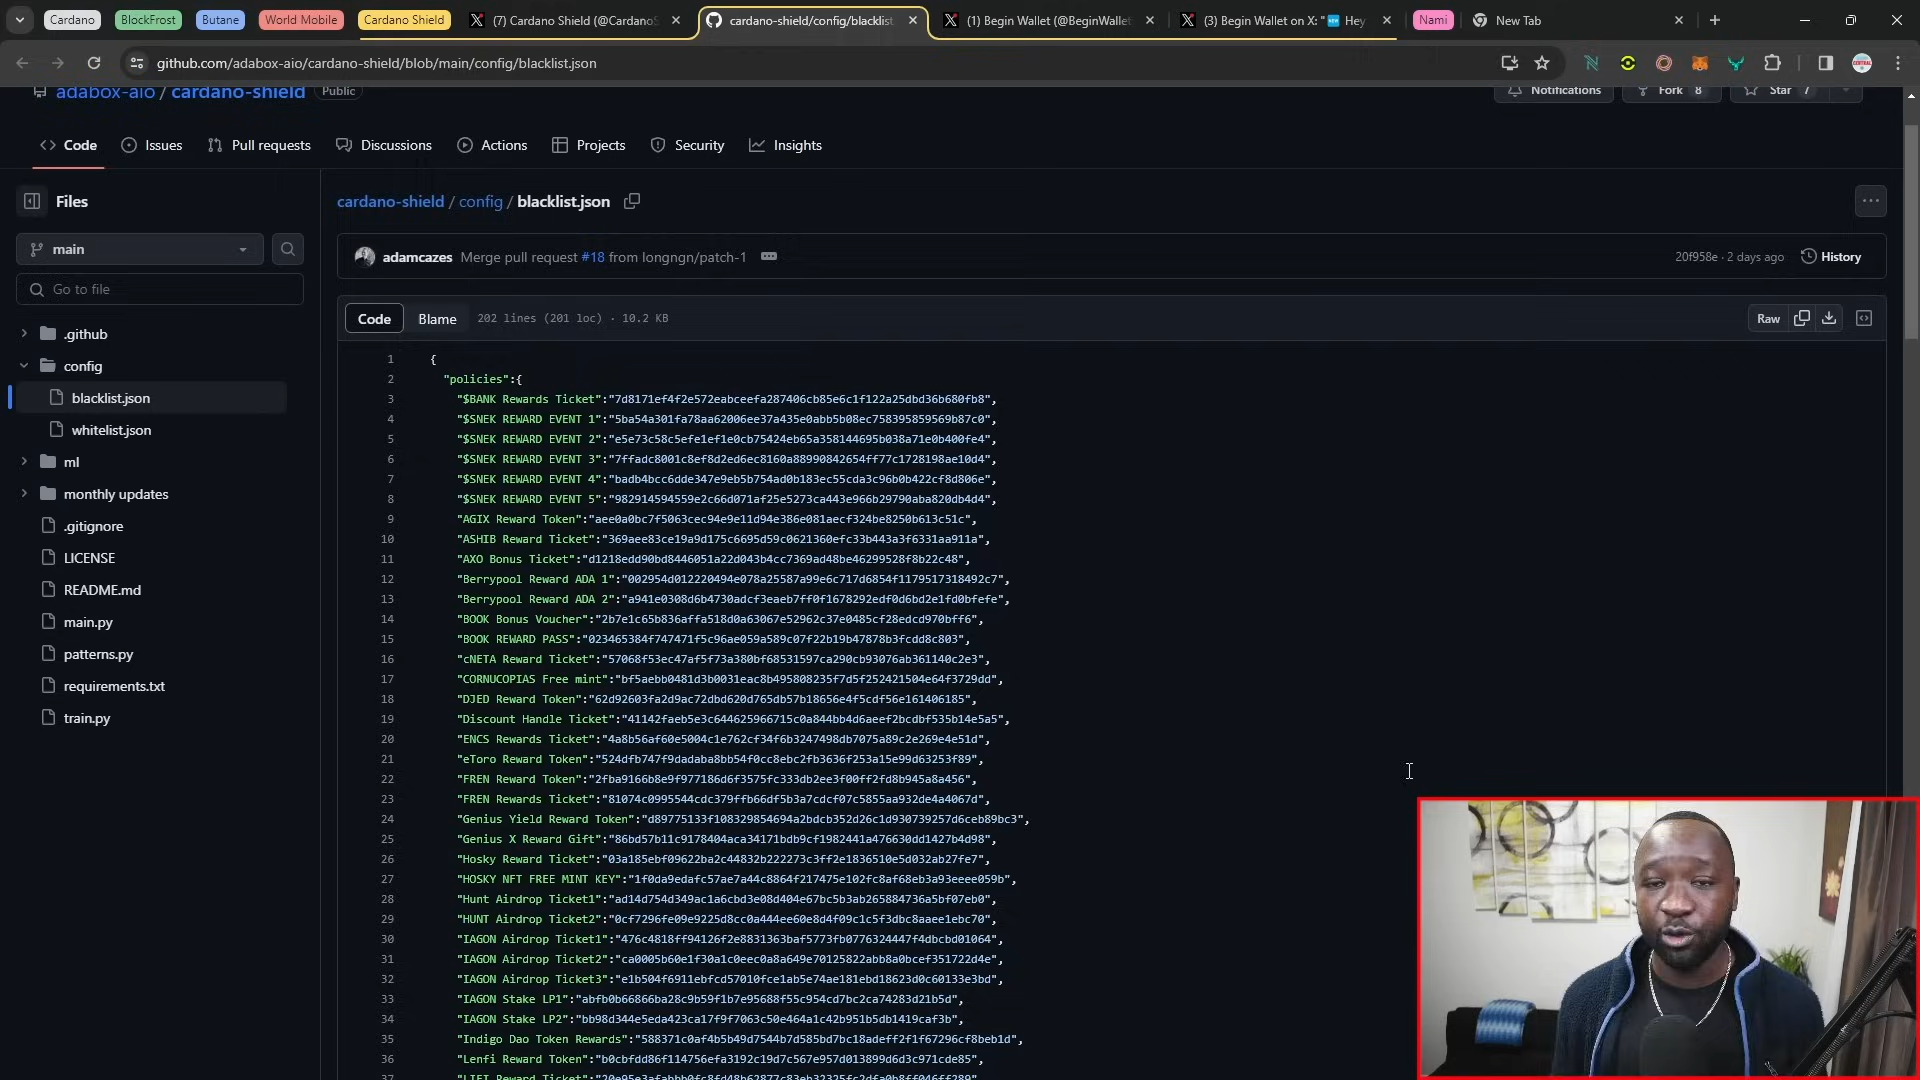 Cardano
BlockFrost
Butane
World Mobile
Cardano Shield
(7) Cardano Shield (@CardanoS
cardano-shield/config/blacklist
(1) Begin Wallet (@BeginWallet
(3) Begin Wallet on X: "🆕 Hey
Nami
New Tab
github.com/adabox-aio/cardano-shield/blob/main/config/blacklist.json
adabox-aio / cardano-shield Public
Notifications
Fork 8
Star 7
Code
Issues
Pull requests
Discussions
Actions
Projects
Security
Insights
Files
main
Go to file
.github
config
blacklist.json
whitelist.json
ml
monthly updates
.gitignore
LICENSE
README.md
main.py
patterns.py
requirements.txt
train.py
cardano-shield / config / blacklist.json
adamcazes Merge pull request #18 from longngn/patch-1
20f958e · 2 days ago
History
Code
Blame
202 lines (201 loc) · 10.2 KB
Raw
1 {
2 "policies":{
3 "$BANK Rewards Ticket":"7d8171ef4f2e572eabceefa287406cb85e6c1f122a25dbd36b680fb8",
4 "$SNEK REWARD EVENT 1":"5ba54a301fa78aa62006ee37a435e0abb5b08ec758395859569b87c0",
5 "$SNEK REWARD EVENT 2":"e5e73c58c5efe1ef1e0cb75424eb65a358144695b038a71e0b400fe4",
6 "$SNEK REWARD EVENT 3":"7ffadc8001c8ef8d2ed6ec8160a88990842654ff77c1728198ae10d4",
7 "$SNEK REWARD EVENT 4":"badb4bcc6dde347e9eb5b754ad0b183ec55cda3c96b0b422cf8d806e",
8 "$SNEK REWARD EVENT 5":"982914594559e2c66d071af25e5273ca443e966b29790aba820db4d4",
9 "AGIX Reward Token":"aee0a0bc7f5063cec94e9e11d94e386e081aecf324be8250b613c51c",
10 "ASHIB Reward Ticket":"369aee83ce19a9d175c6695d59c0621360efc33b443a3f6331aa911a",
11 "AXO Bonus Ticket":"d1218edd90bd8446051a22d043b4cc7369ad48be46299528f8b22c48",
12 "Berrypool Reward ADA 1":"002954d012220494e078a25587a99e6c717d6854f1179517318492c7",
13 "Berrypool Reward ADA 2":"a941e0308d6b4730adcf3eaeb7ff0f1678292edf0d6bd2e1fd0bfefe",
14 "BOOK Bonus Voucher":"2b7e1c65b836affa518d0a63067e52962c37e0485cf28edcd970bff6",
15 "BOOK REWARD PASS":"023465384f747471f5c96ae059a589c07f22b19b47878b3fcdd8c803",
16 "cNETA Reward Ticket":"57068f53ec47af5f73a380bf68531597ca290cb93076ab361140c2e3",
17 "CORNUCOPIAS Free mint":"bf5aebb0481d3b0031eac8b495808235f7d5f252421504e64f3729dd",
18 "DJED Reward Token":"62d92603fa2d9ac72dbd620d765db57b18656e4f5cdf56e161406185",
19 "Discount Handle Ticket":"41142faeb5e3c644625966715c0a844bb4d6aeef2bcdbf535b14e5a5",
20 "ENCS Rewards Ticket":"4a8b56af60e5004c1e762cf34f6b3247498db7075a89c2e269e4e51d",
21 "eToro Reward Token":"524dfb747f9dadaba8bb54f0cc8ebc2fb3636f253a15e99d63253f89",
22 "FREN Reward Token":"2fba9166b8e9f977186d6f3575fc333db2ee3f00ff2fd8b945a8a456",
23 "FREN Rewards Ticket":"81074c0995544cdc379ffb66df5b3a7cdcf07c5855aa932de4a4067d",
24 "Genius Yield Reward Token":"d89775133f108329854694a2bdcb352d26c1d930739257d6ceb89bc3",
25 "Genius X Reward Gift":"86bd57b11c9178404aca34171bdb9cf1982441a476630dd1427b4d98",
26 "Hosky Reward Ticket":"03a185ebf09622ba2c44832b222273c3ff2e1836510e5d032ab27fe7",
27 "HOSKY NFT FREE MINT KEY":"1f0da9edafc57ae7a44c8864f217475e102fc8af68eb3a93eeee059b",
28 "Hunt Airdrop Ticket1":"ad14d754d349ac1a6cbd3e08d404e67bc5b3ab265884736a5bf07eb0",
29 "HUNT Airdrop Ticket2":"0cf7296fe09e9225d8cc0a444ee60e8d4f09c1c5f3dbc8aaee1ebc70",
30 "IAGON Airdrop Ticket1":"476c4818ff94126f2e8831363baf5773fb0776324447f4dbcbd01064",
31 "IAGON Airdrop Ticket2":"ca0005b60e1f30a1c0eec0a8a649e70125822abb8a0bcef351722d4e",
32 "IAGON Airdrop Ticket3":"e1b504f6911ebfcd57010fce1ab5e74ae181ebd18623d0c60133e3bd",
33 "IAGON Stake LP1":"abfb0b66866ba28c9b59f1b7e95688f55c954cd7bc2ca74283d21b5d",
34 "IAGON Stake LP2":"bb98d344e5eda423ca17f9f7063c50e464a1c42b951b5db1419caf3b",
35 "Indigo Dao Token Rewards":"588371c0af4b5b49d7544b7d585bd7bc18adeff2f1f67296cf8beb1d",
36 "Lenfi Reward Token":"b0cbfdd86f114756efa3192c19d7c567e957d013899d6d3c971cde85",
37